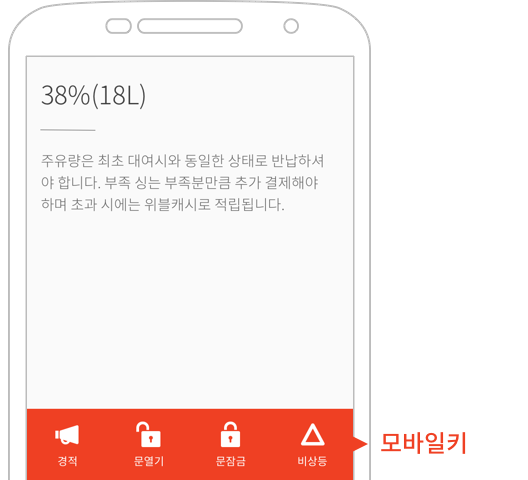 38%(18L)
주유량은 최초 대여시와 동일한 상태로 반납하셔
야 합니다. 부족 싱는 부족분만큼 추가 결제해야
하며 초과 시에는 위블캐시로 적립됩니다.
경적 문열기 문잠금 비상등
모바일키